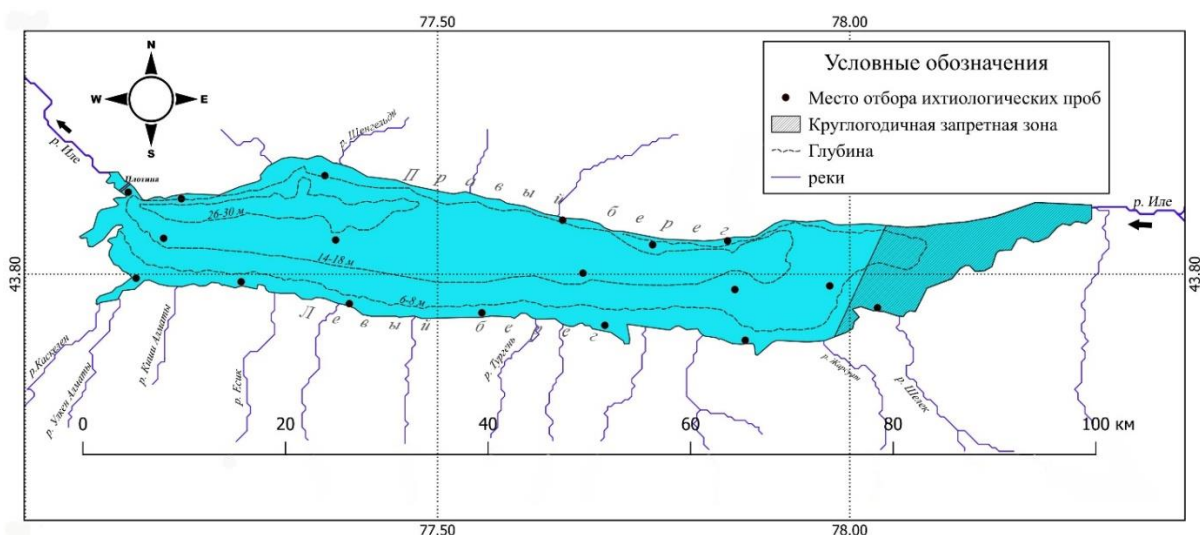 77.50
78.00
N
W
E
S
Условные обозначения
Место отбора ихтиологических проб
Круглогодичная запретная зона
Глубина
реки
р. Иле
Плотина
р. Шенгельды
Правый берег
р. Иле
26-30 м
43.80
14-18 м
43.80
6-8 м
Левый берег
р.Каскелен
р. Улкен Алматы
р. Киши Алматы
р. Есик
р. Тургень
р. Шелек
0
20
40
60
80
100 км
77.50
78.00